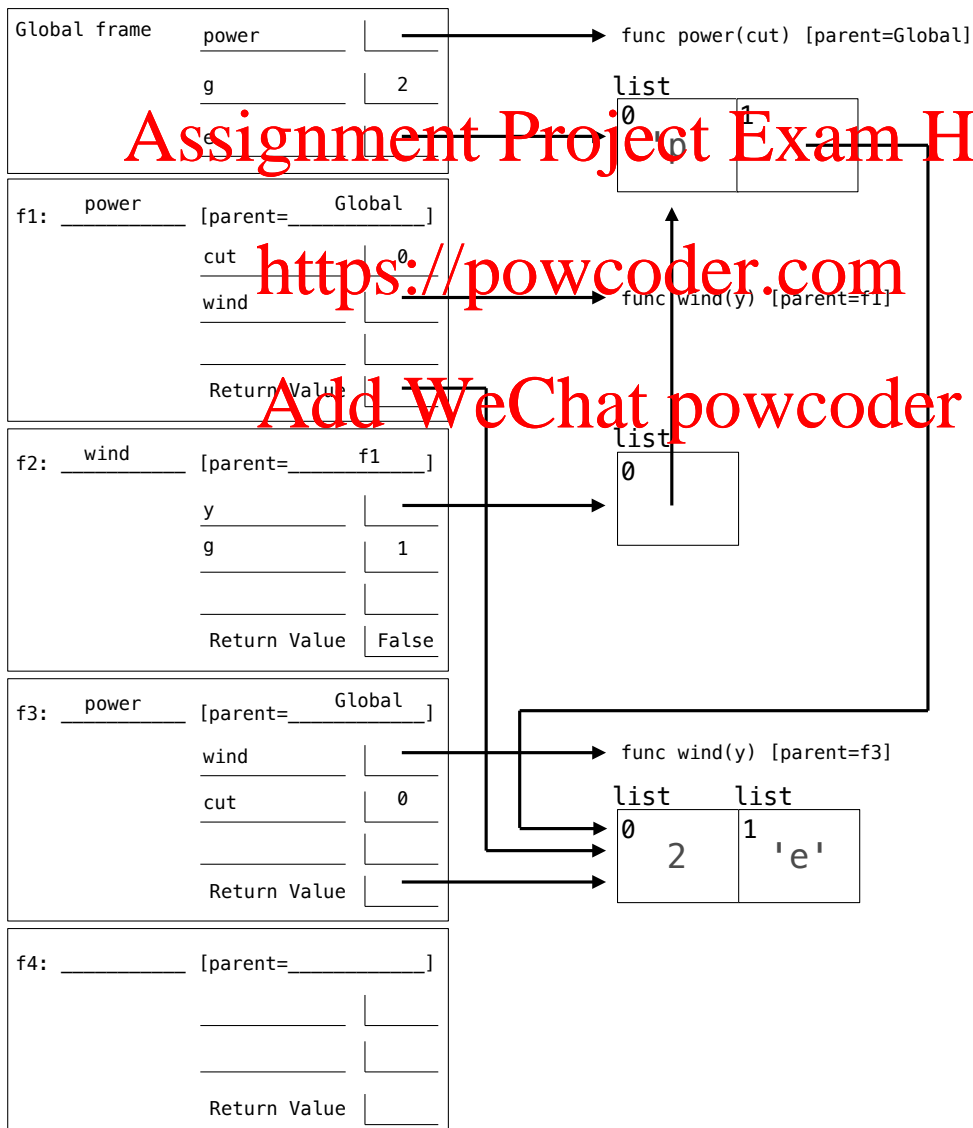 Global frame
power
func power(cut) [parent=Global]
g
2
list
0
1
e
'p
Assignment Project Exam H
f1: power [parent=Global]
cut
0
https://powcoder.com
wind
func wind(y) [parent=f1]
Return Value
Add WeChat powcoder
list
0
f2: wind [parent=f1]
y
g
1
Return Value
False
f3: power [parent=Global]
wind
func wind(y) [parent=f3]
cut
0
list
list
0
1
2
'e'
Return Value
f4: ___________ [parent=_____________]
Return Value